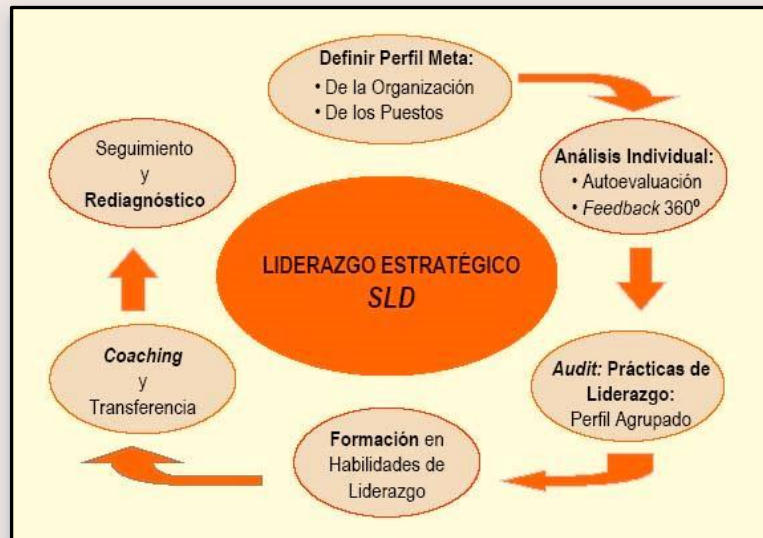 Definir Perfil Meta:
• De la Organización
• De los Puestos
Análisis Individual:
• Autoevaluación
• Feedback 360º
Audit: Prácticas de
Liderazgo:
Perfil Agrupado
Formación en
Habilidades de
Liderazgo
Coaching
y
Transferencia
Seguimiento
y
Rediagnóstico
LIDERAZGO ESTRATÉGICO
SLD